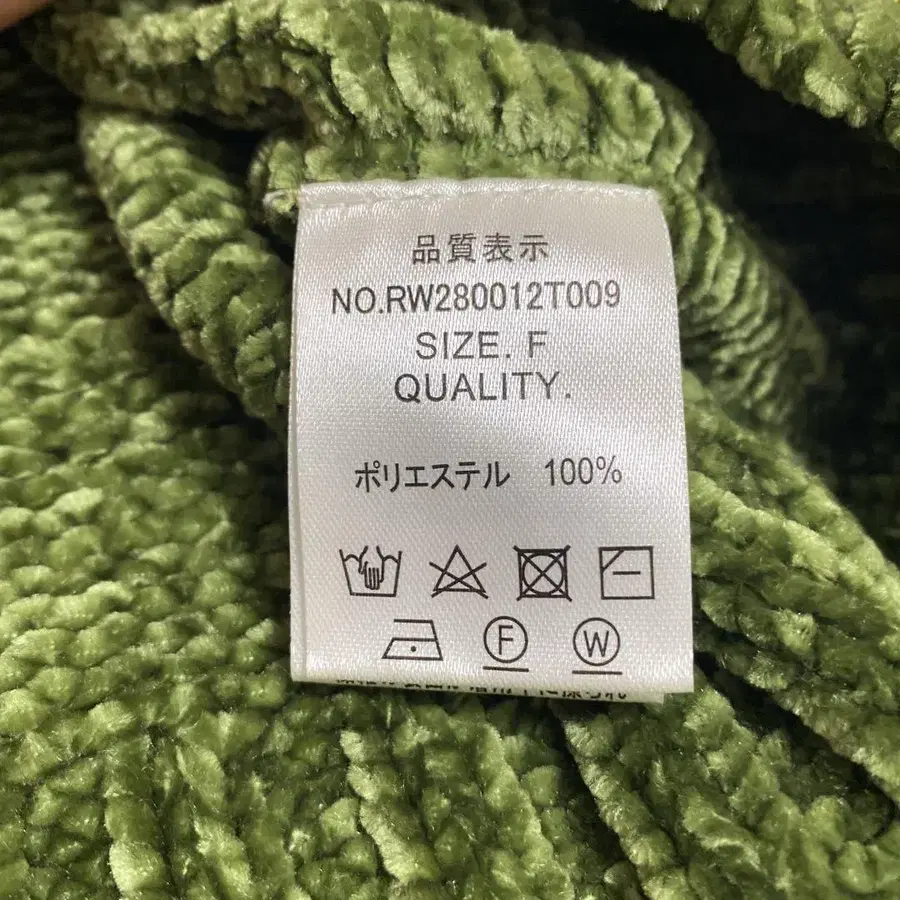 品質表示
NO.RW280012T009
SIZE. F
QUALITY.
ポリエステル 100%
F W